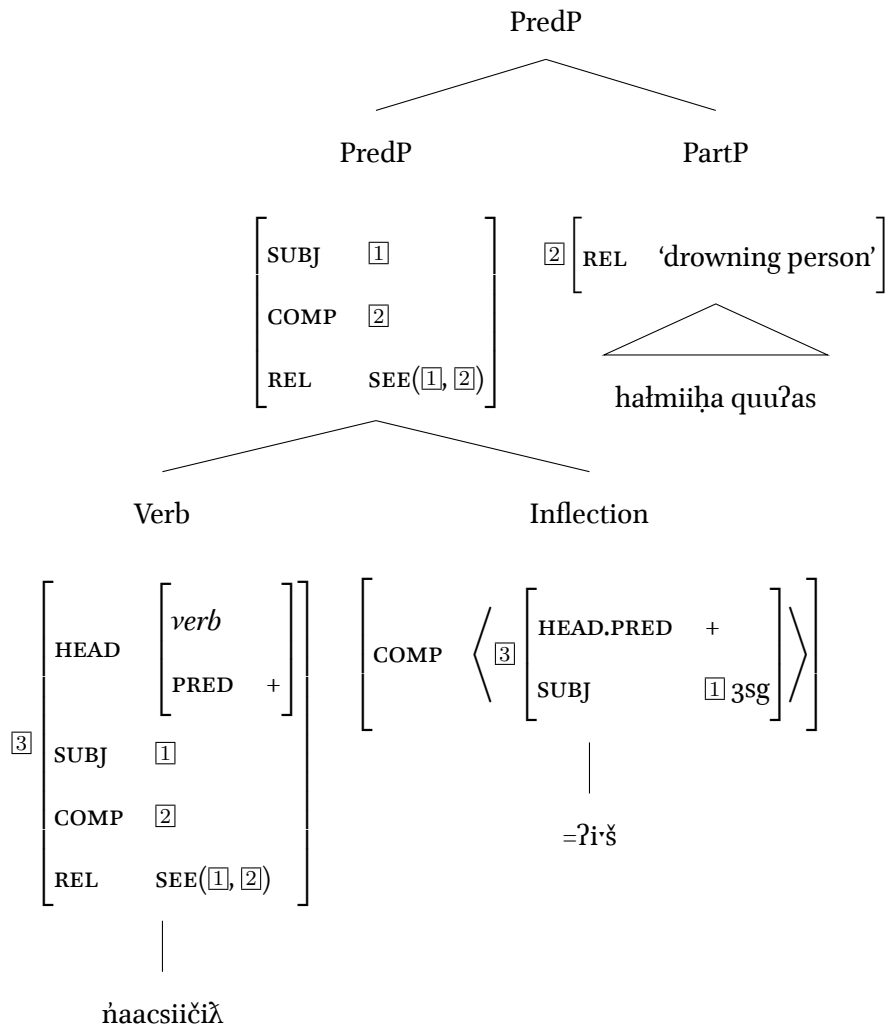 PredP
PredP PartP
SUBJ 1
COMP 2
REL SEE(1, 2)
2 REL ‘drowning person’
hałmiiḥa quuʔas
Verb Inflection
3 HEAD verb
PRED +
SUBJ 1
COMP 2
REL SEE(1, 2)
COMP ⟨ 3 HEAD.PRED +
SUBJ 1 3sg ⟩
=ʔiˑš
n̓aacsiičiƛ